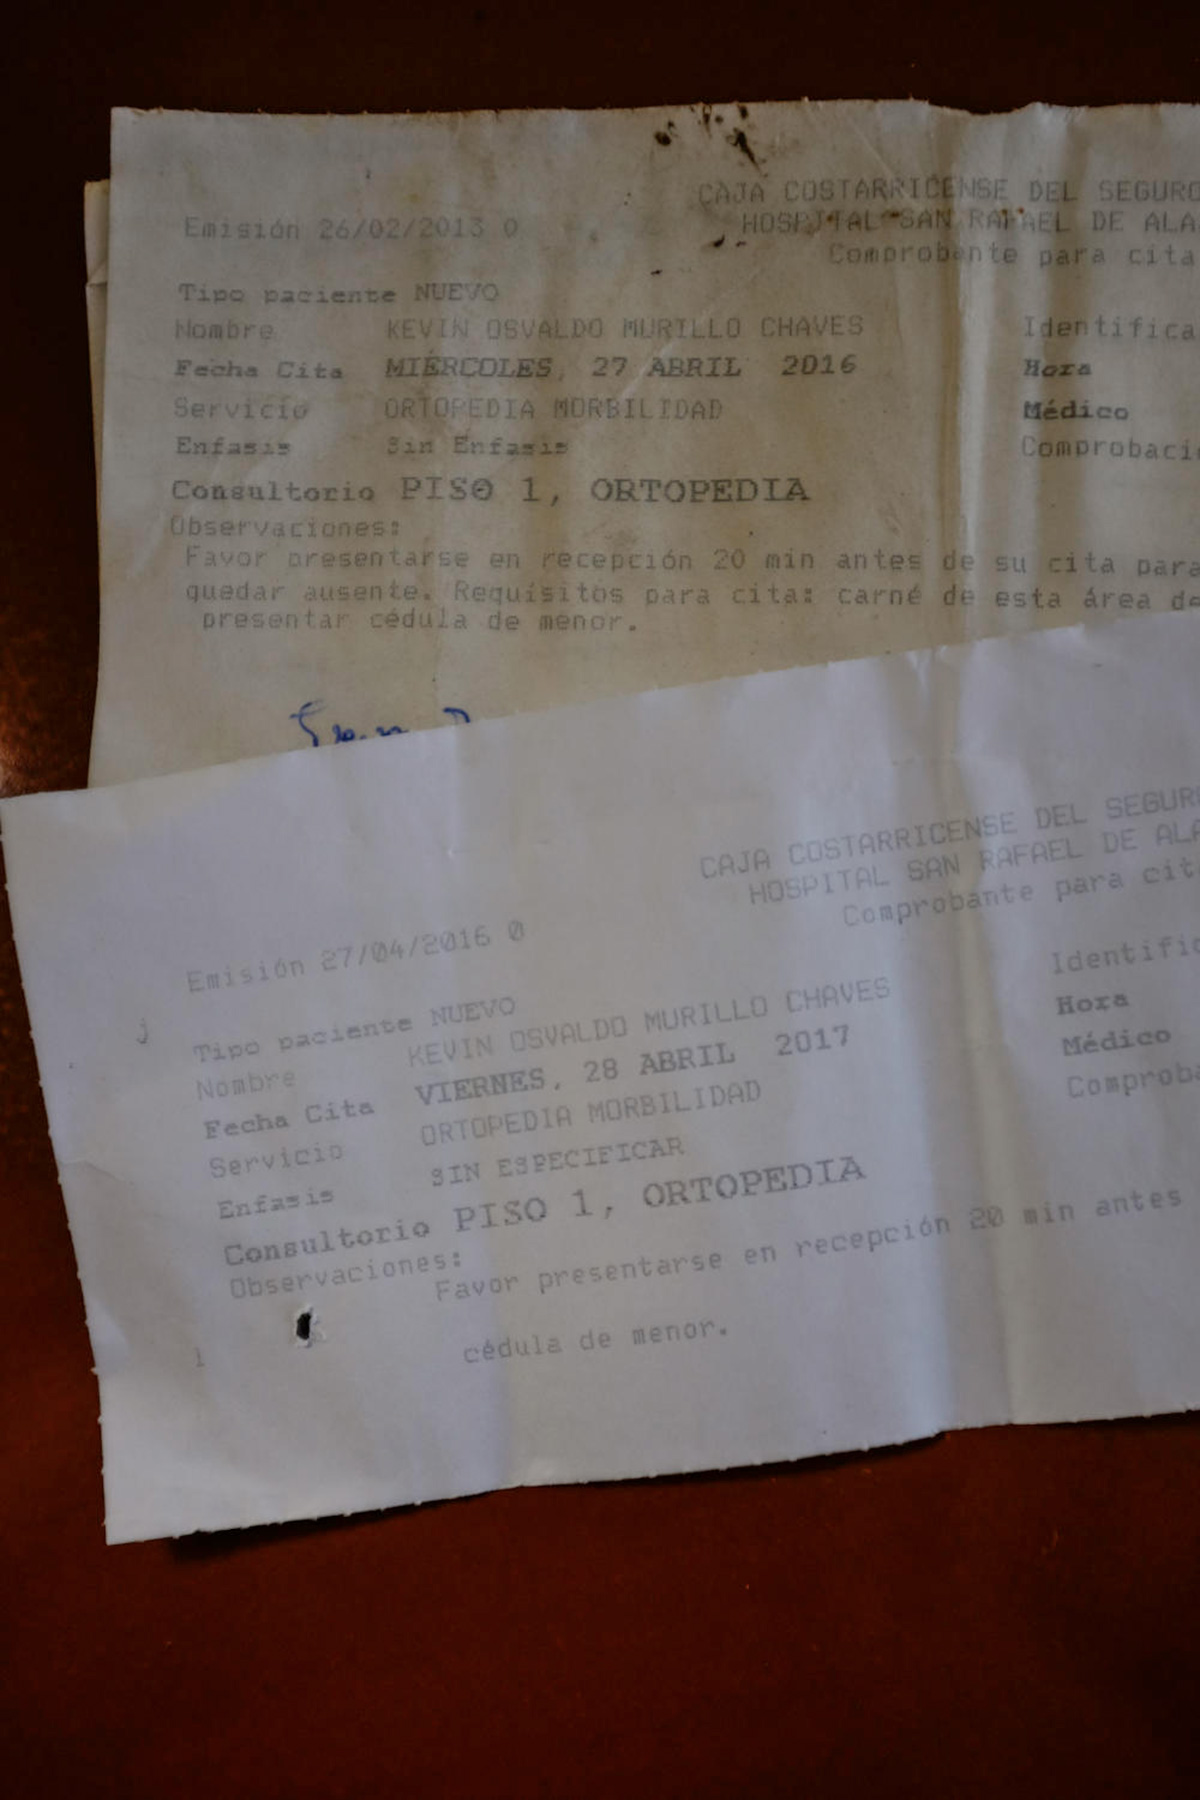 CAJA COSTARRICENSE DEL SEGURO
Emisión 26/02/2013 0
HOSPITAL SAN RAFAEL DE ALA
Comprobante para cita
Tipo paciente NUEVO
Nombre KEVIN OSVALDO MURILLO CHAVES Identifica
Fecha Cita MIÉRCOLES, 27 ABRIL 2016 Hora
Servicio ORTOPEDIA MORBILIDAD Médico
Enfasis Sin Enfasis Comprobaci
Consultorio PISO 1, ORTOPEDIA
Observaciones:
Favor presentarse en recepción 20 min antes de su cita para
quedar ausente. Requisitos para cita: carné de esta área de
presentar cédula de menor.
CAJA COSTARRICENSE DEL SEGUR
HOSPITAL SAN RAFAEL DE ALA
Comprobante para cit
Emisión 27/04/2016 0
Tipo paciente NUEVO Identific
Nombre KEVIN OSVALDO MURILLO CHAVES Hora
Fecha Cita VIERNES, 28 ABRIL 2017 Médico
Servicio ORTOPEDIA MORBILIDAD Comproba
Enfasis SIN ESPECIFICAR
Consultorio PISO 1, ORTOPEDIA
Observaciones:
Favor presentarse en recepción 20 min antes
cédula de menor.